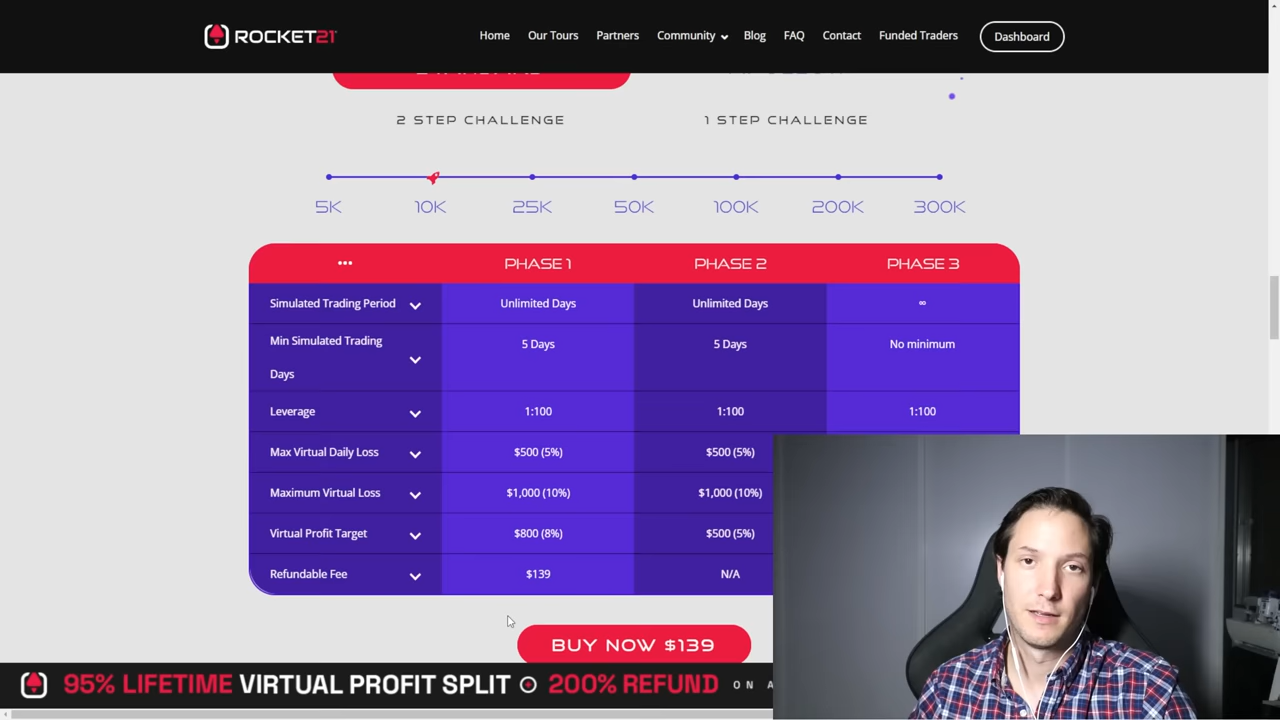 ROCKET21
Home Our Tours Partners Community Blog FAQ Contact Funded Traders Dashboard
2 STEP CHALLENGE 1 STEP CHALLENGE
5K 10K 25K 50K 100K 200K 300K
••• PHASE 1 PHASE 2 PHASE 3
Simulated Trading Period Unlimited Days Unlimited Days ∞
Min Simulated Trading
Days 5 Days 5 Days No minimum
Leverage 1:100 1:100 1:100
Max Virtual Daily Loss $500 (5%) $500 (5%)
Maximum Virtual Loss $1,000 (10%) $1,000 (10%)
Virtual Profit Target $800 (8%) $500 (5%)
Refundable Fee $139 N/A
BUY NOW $139
95% LIFETIME VIRTUAL PROFIT SPLIT 200% REFUND ON A